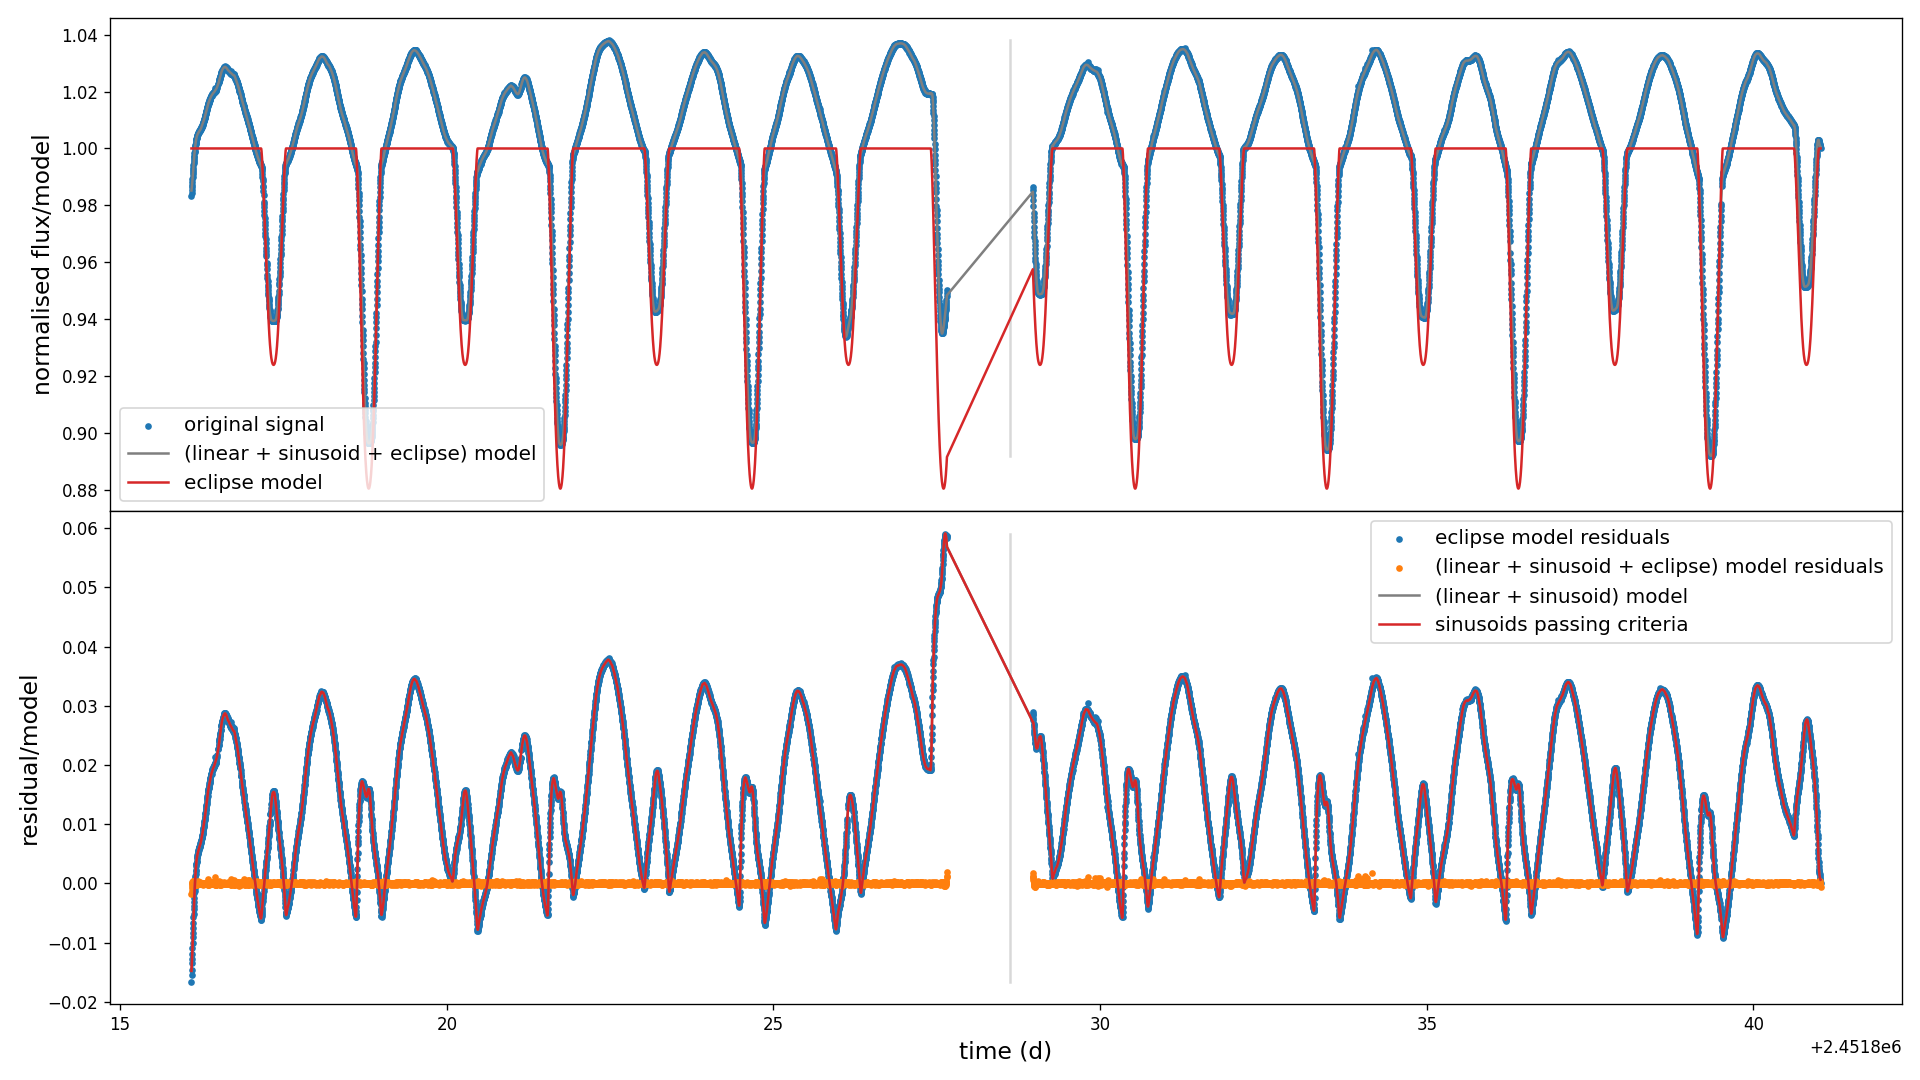 1.04
1.02
1.00
0.98
0.96
0.94
0.92
0.90
0.88
normalised flux/model
original signal
(linear + sinusoid + eclipse) model
eclipse model
0.06
0.05
0.04
0.03
0.02
0.01
0.00
−0.01
−0.02
residual/model
eclipse model residuals
(linear + sinusoid + eclipse) model residuals
(linear + sinusoid) model
sinusoids passing criteria
15 20 25 30 35 40
time (d)
+2.4518e6